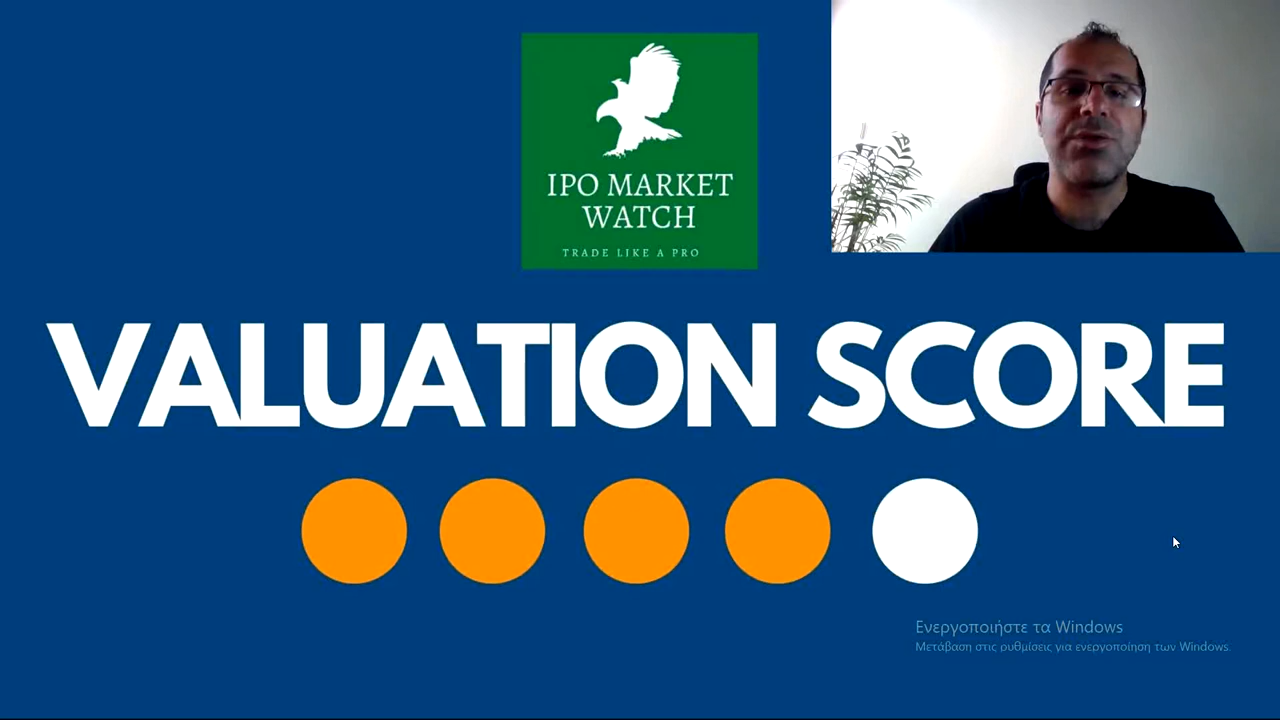 IPO MARKET
WATCH
TRADE LIKE A PRO
VALUATION SCORE
Ενεργοποιήστε τα Windows
Μετάβαση στις ρυθμίσεις για ενεργοποίηση των Windows.